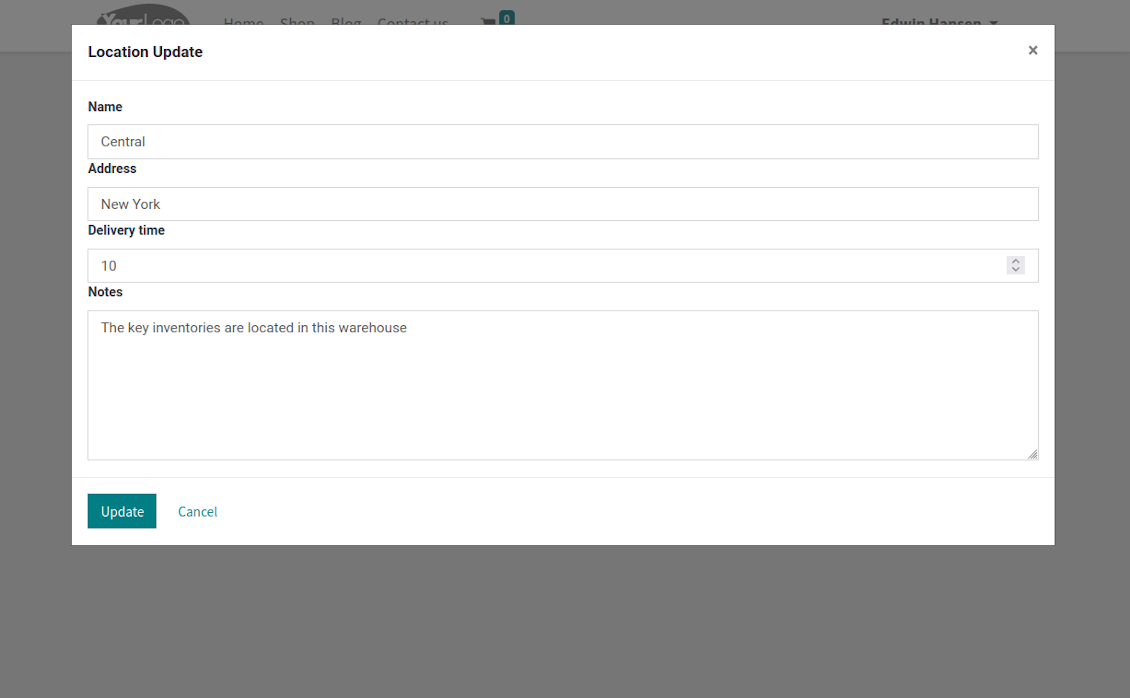 YourLogo Home Shop Blog Contact us 0 Edwin Hansen
Location Update
Name
Central
Address
New York
Delivery time
10
Notes
The key inventories are located in this warehouse
Update Cancel